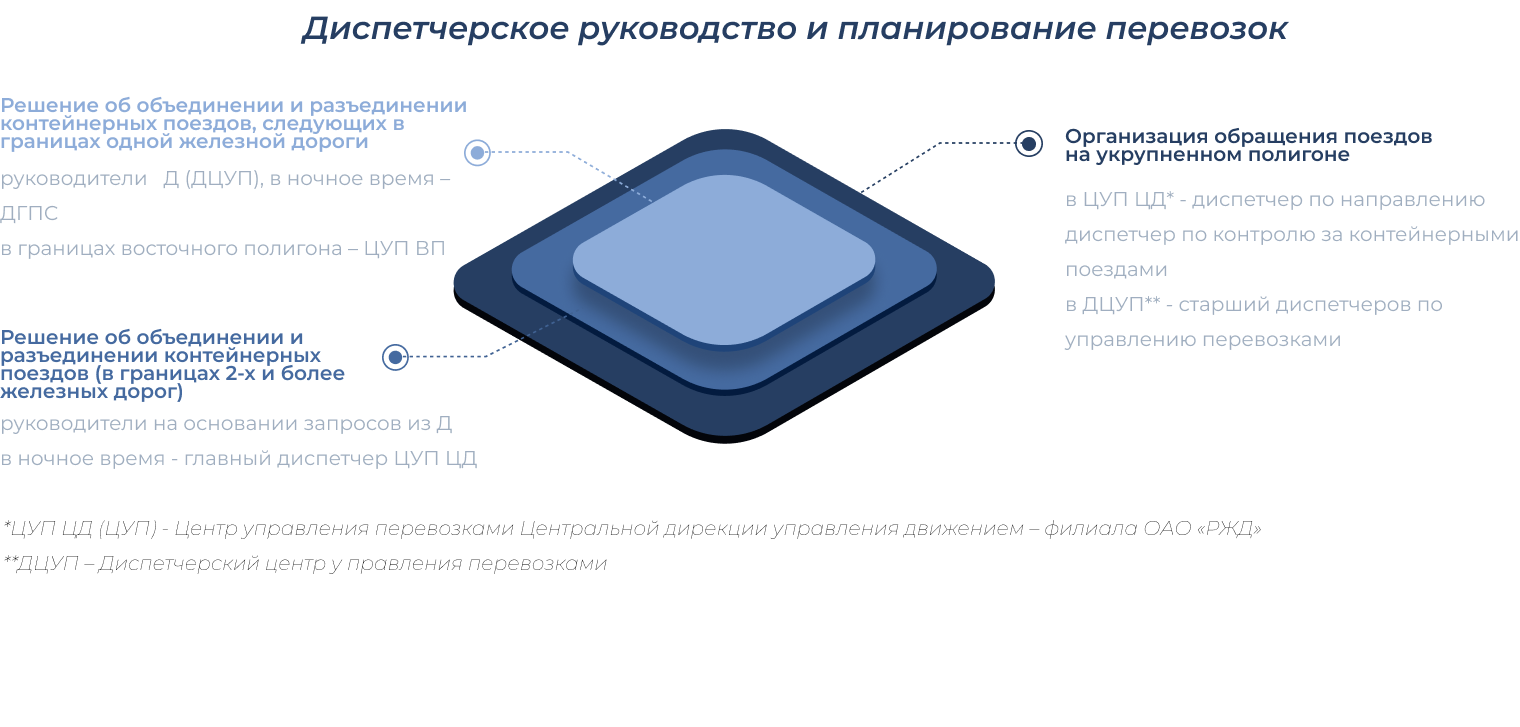 Диспетчерское руководство и планирование перевозок
Решение об объединении и разъединении
контейнерных поездов, следующих в
границах одной железной дороги
руководители Д (ДЦУП), в ночное время –
ДГПС
в границах восточного полигона – ЦУП ВП
Решение об объединении и
разъединении контейнерных
поездов (в границах 2-х и более
железных дорог)
руководители на основании запросов из Д
в ночное время - главный диспетчер ЦУП ЦД
Организация обращения поездов
на укрупненном полигоне
в ЦУП ЦД* - диспетчер по направлению
диспетчер по контролю за контейнерными
поездами
в ДЦУП** - старший диспетчеров по
управлению перевозками
*ЦУП ЦД (ЦУП) - Центр управления перевозками Центральной дирекции управления движением – филиала ОАО «РЖД»
**ДЦУП – Диспетчерский центр у правления перевозками